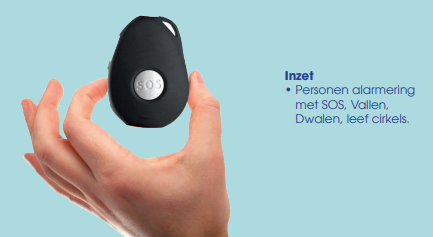 SOS
Inzet
• Personen alarmering
met SOS, Vallen,
Dwalen, leef cirkels.